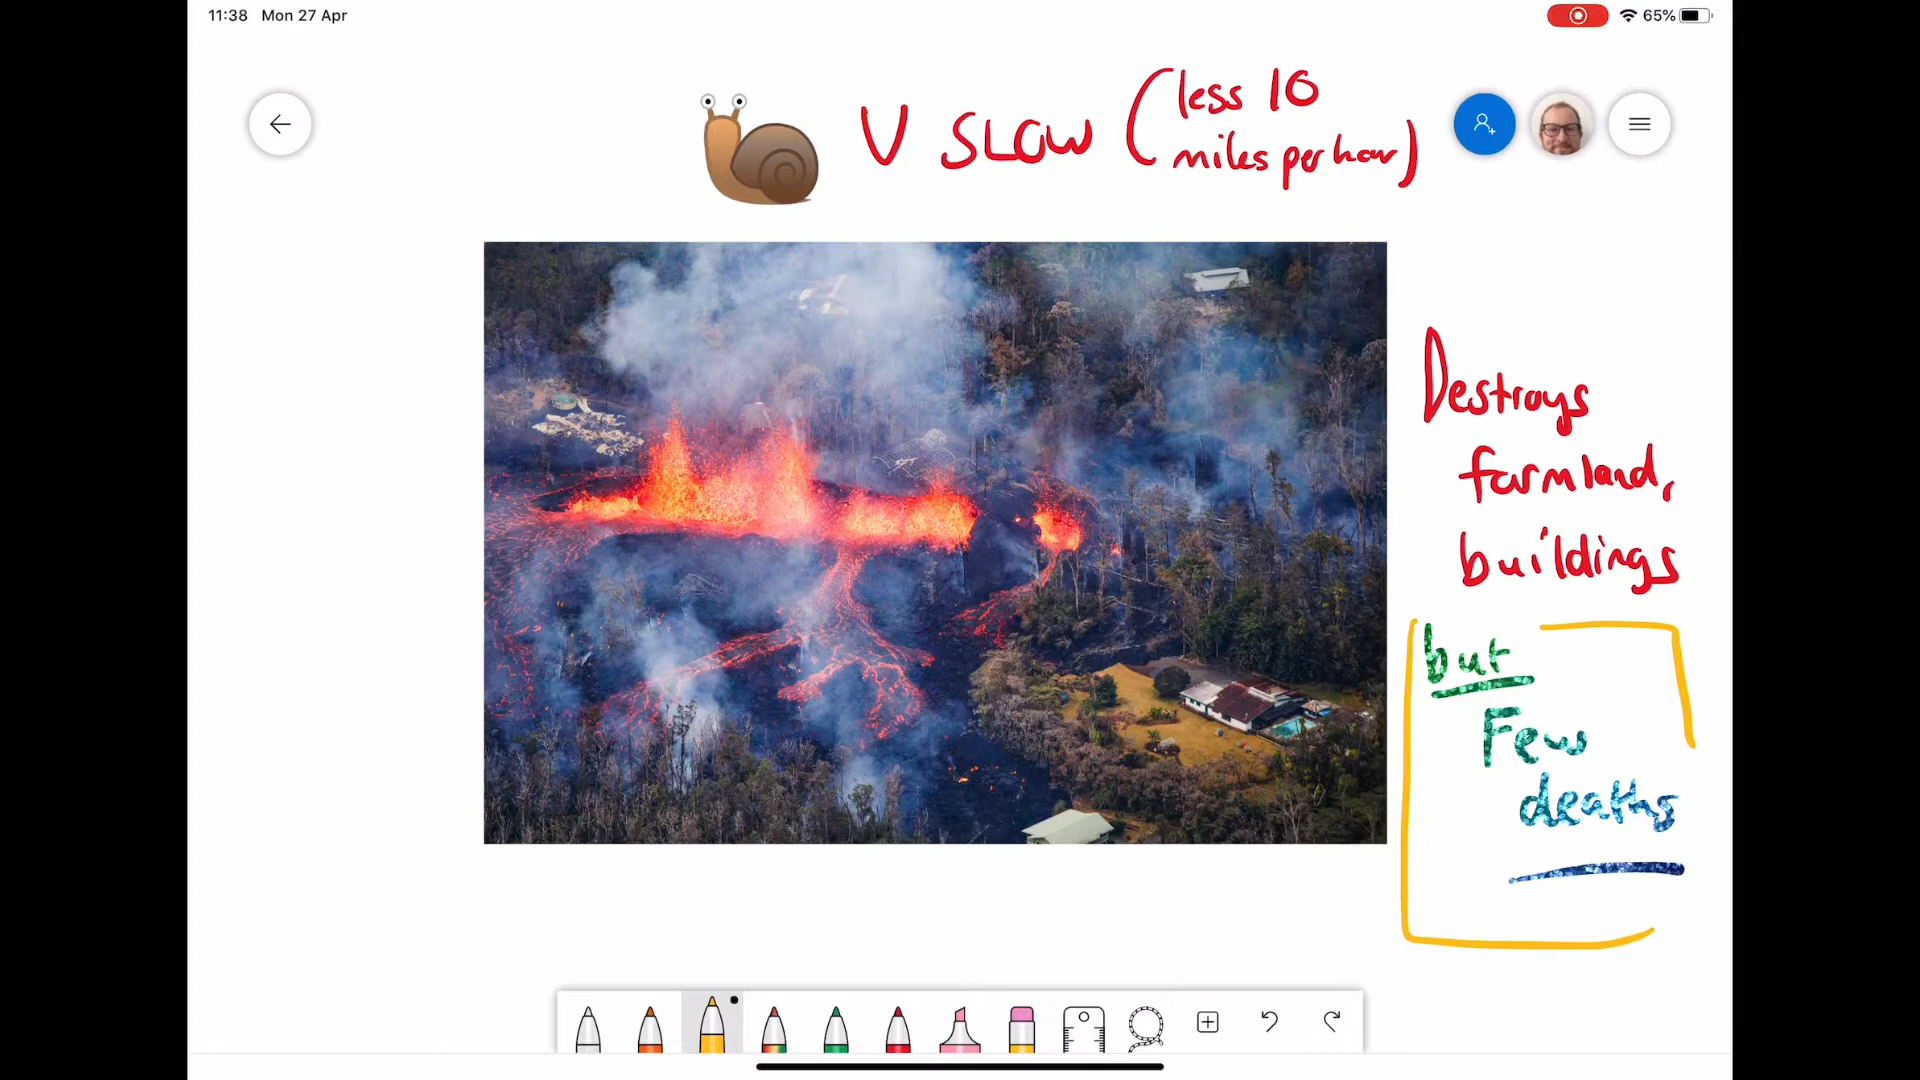 11:38 Mon 27 Apr
65%
V SLOW (less 10
miles per hour)
Destroys
farmland,
buildings
but
Few
deaths